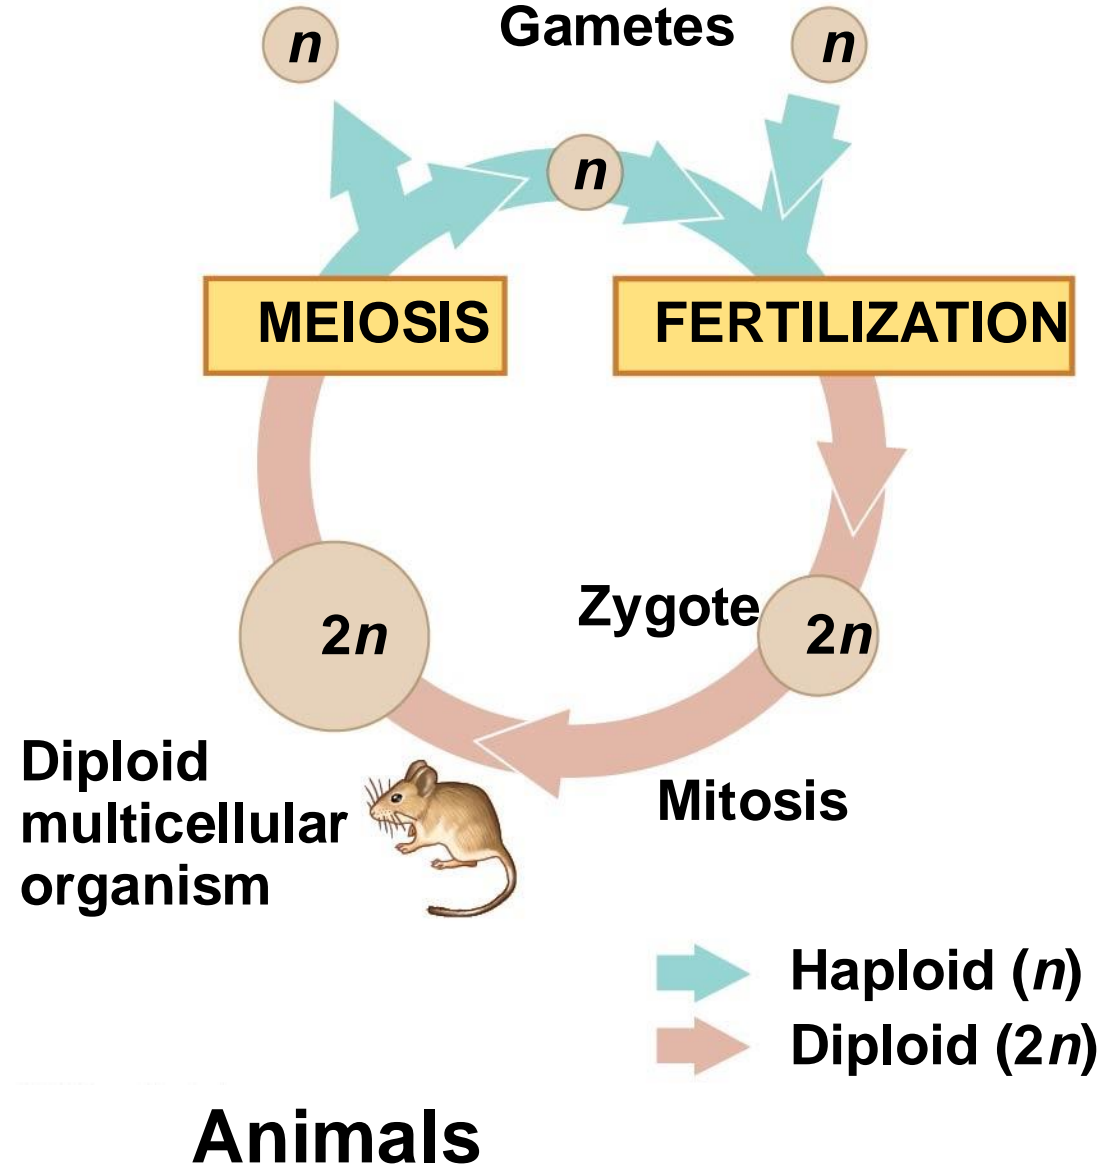 Gametes
n
n
n
MEIOSIS
FERTILIZATION
Zygote
2n
2n
Diploid
multicellular
organism
Mitosis
Haploid (n)
Diploid (2n)
Animals